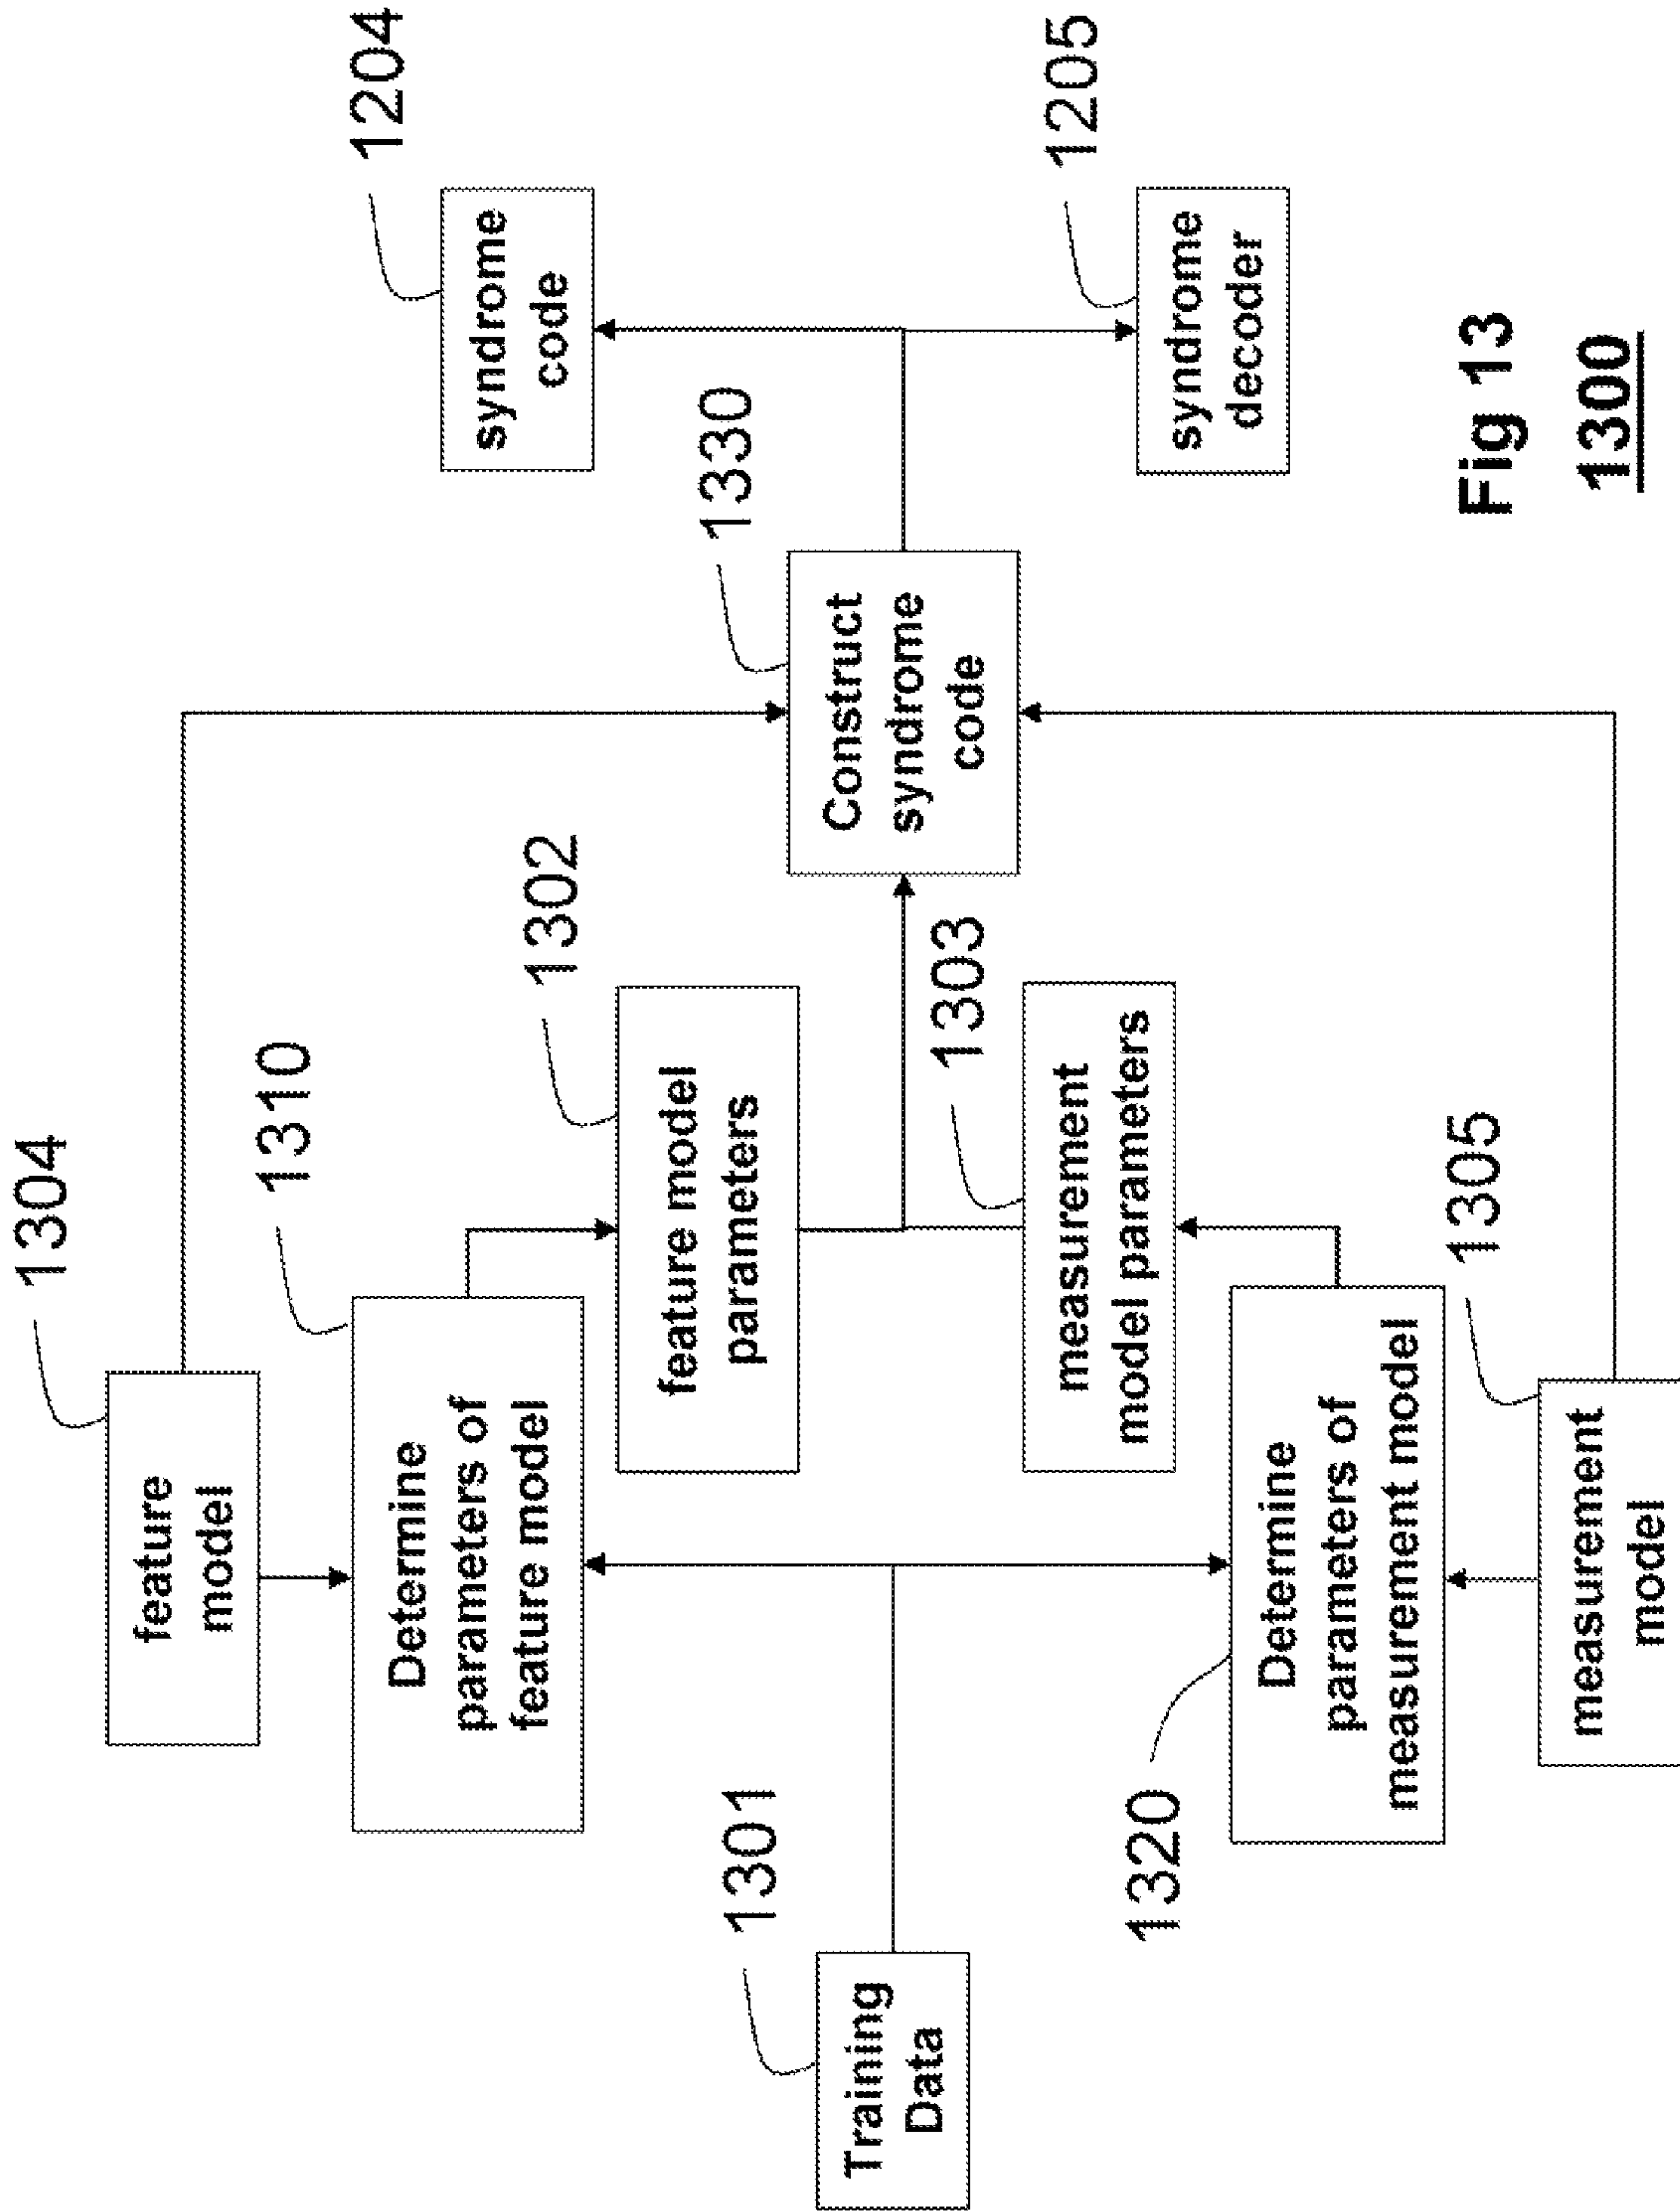 1304
feature
model
1310
Determine
parameters of
feature model
1302
feature model
parameters
1301
Training
Data
1303
measurement
model parameters
1320
Determine
parameters of
measurement model
1305
measurement
model
1330
Construct
syndrome
code
1204
syndrome
code
1205
syndrome
decoder
Fig 13
1300